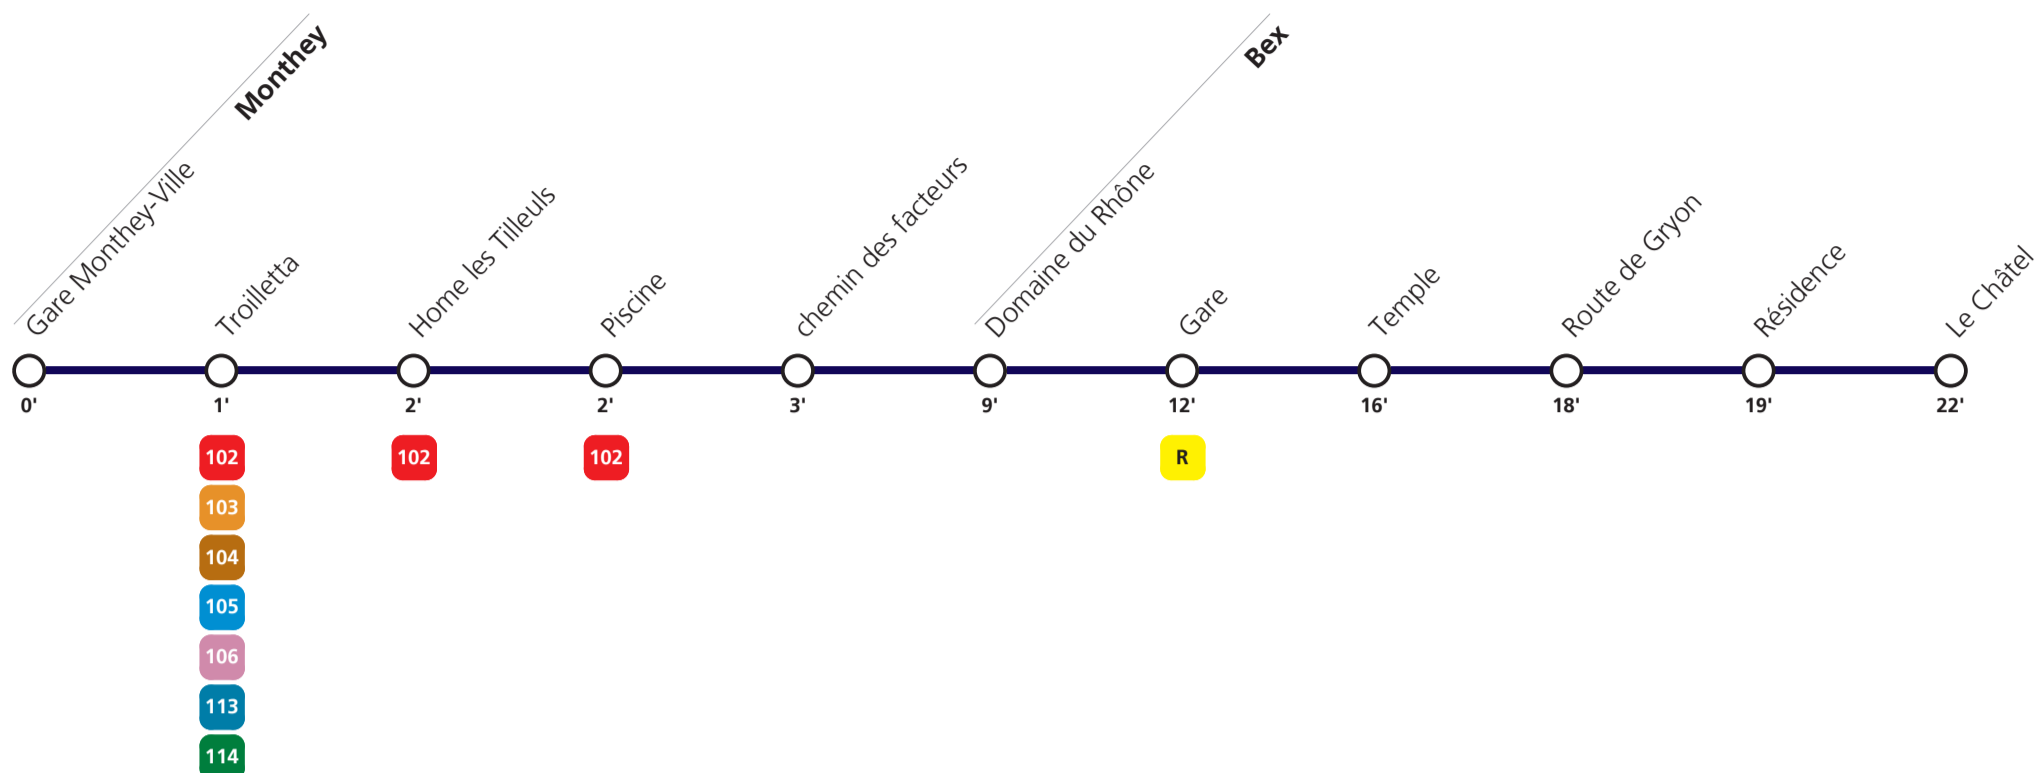 Monthey
Bex
Gare Monthey-Ville
Troilletta
Home les Tilleuls
Piscine
chemin des facteurs
Domaine du Rhône
Gare
Temple
Route de Gryon
Résidence
Le Châtel
0' 1' 2' 2' 3' 9' 12' 16' 18' 19' 22'
102 102 102 R
103
104
105
106
113
114